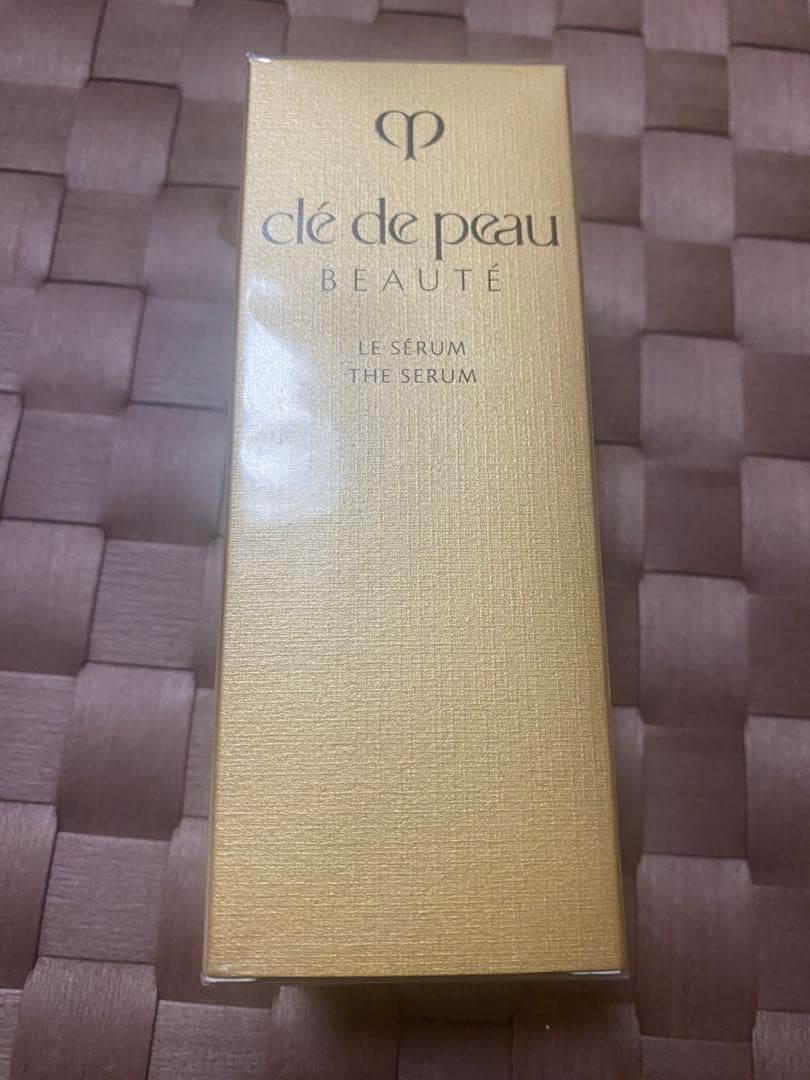 clé de peau
BEAUTÉ
LE SÉRUM
THE SERUM